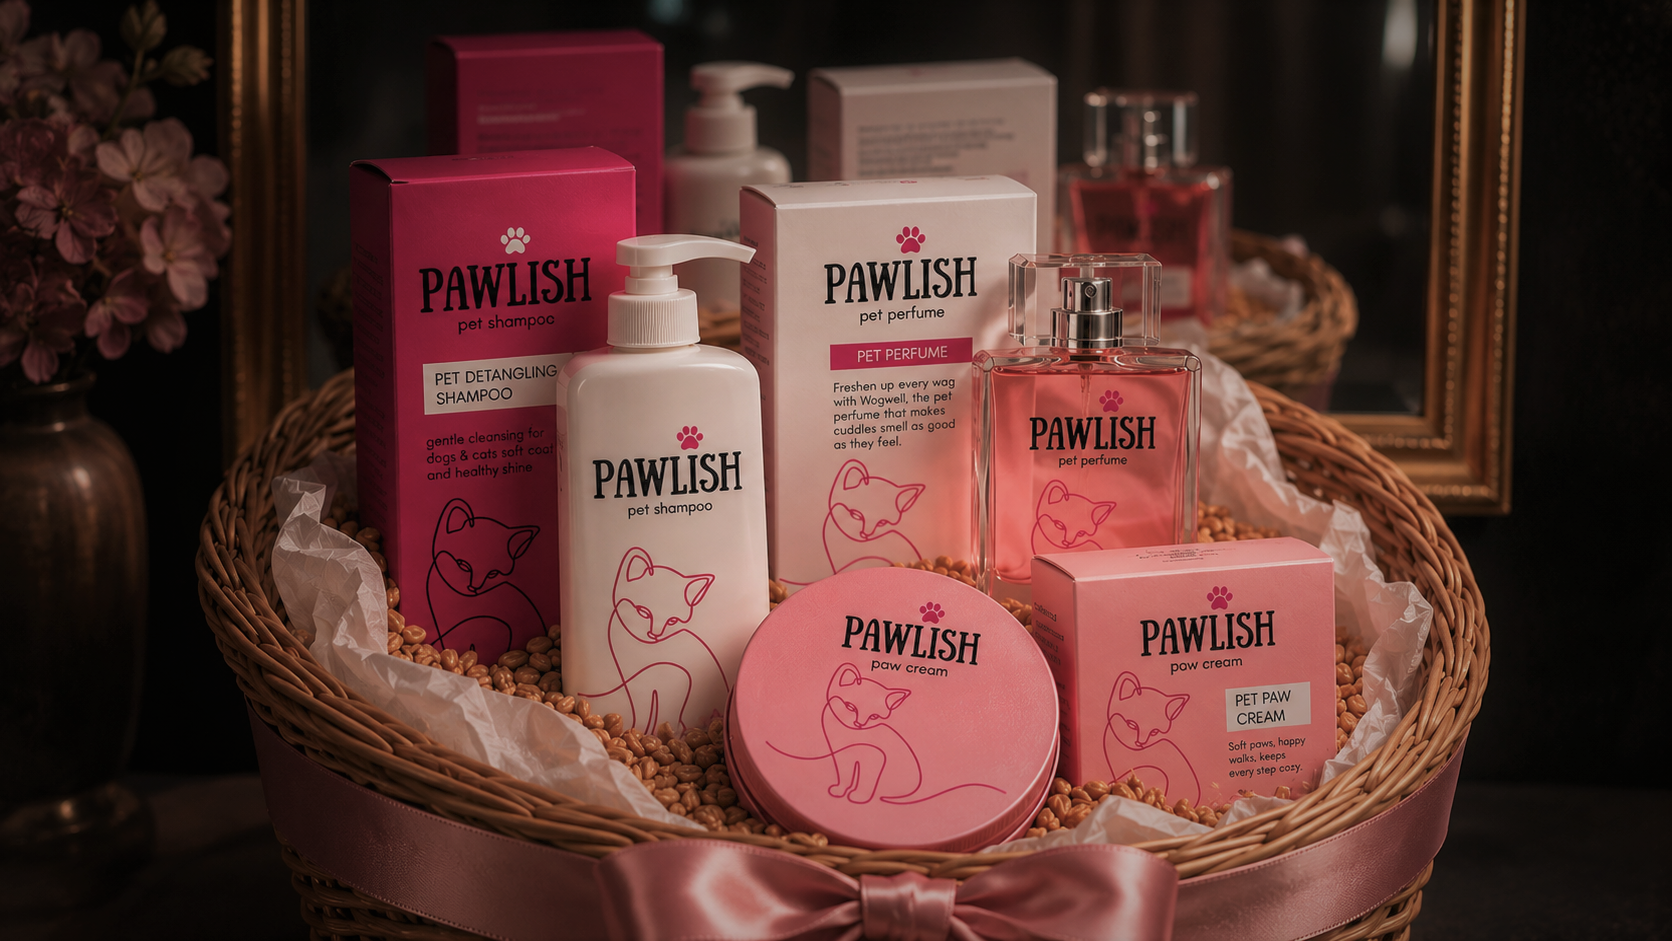 PAWLISH
pet shampoo
PET DETANGLING
SHAMPOO
gentle cleansing for
dogs & cats soft coat
and healthy shine
PAWLISH
pet shampoo
PAWLISH
pet perfume
PET PERFUME
Freshen up every wag
with Wogwell, the pet
perfume that makes
cuddles smell as good
as they feel.
PAWLISH
pet perfume
PAWLISH
paw cream
PAWLISH
paw cream
PET PAW
CREAM
Soft paws, happy
walks, keeps
every step cozy.